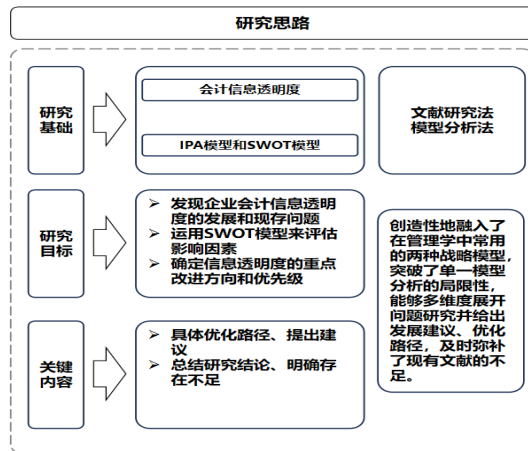 研究思路
研究
基础
会计信息透明度
IPA模型和SWOT模型
文献研究法
模型分析法
研究
目标
➢ 发现企业会计信息透明
度的发展和现存问题
➢ 运用SWOT模型来评估
影响因素
➢ 确定信息透明度的重点
改进方向和优先级
创造性地融入了
在管理学中常用
的两种战略模型，
突破了单一模型
分析的局限性，
能够多维度展开
问题研究并给出
发展建议、优化
路径，及时弥补
了现有文献的不
足。
关键
内容
➢ 具体优化路径、提出建
议
➢ 总结研究结论、明确存
在不足